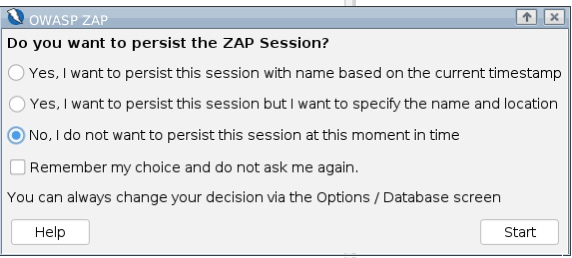 OWASP ZAP
Do you want to persist the ZAP Session?
Yes, I want to persist this session with name based on the current timestamp
Yes, I want to persist this session but I want to specify the name and location
No, I do not want to persist this session at this moment in time
Remember my choice and do not ask me again.
You can always change your decision via the Options / Database screen
Help
Start